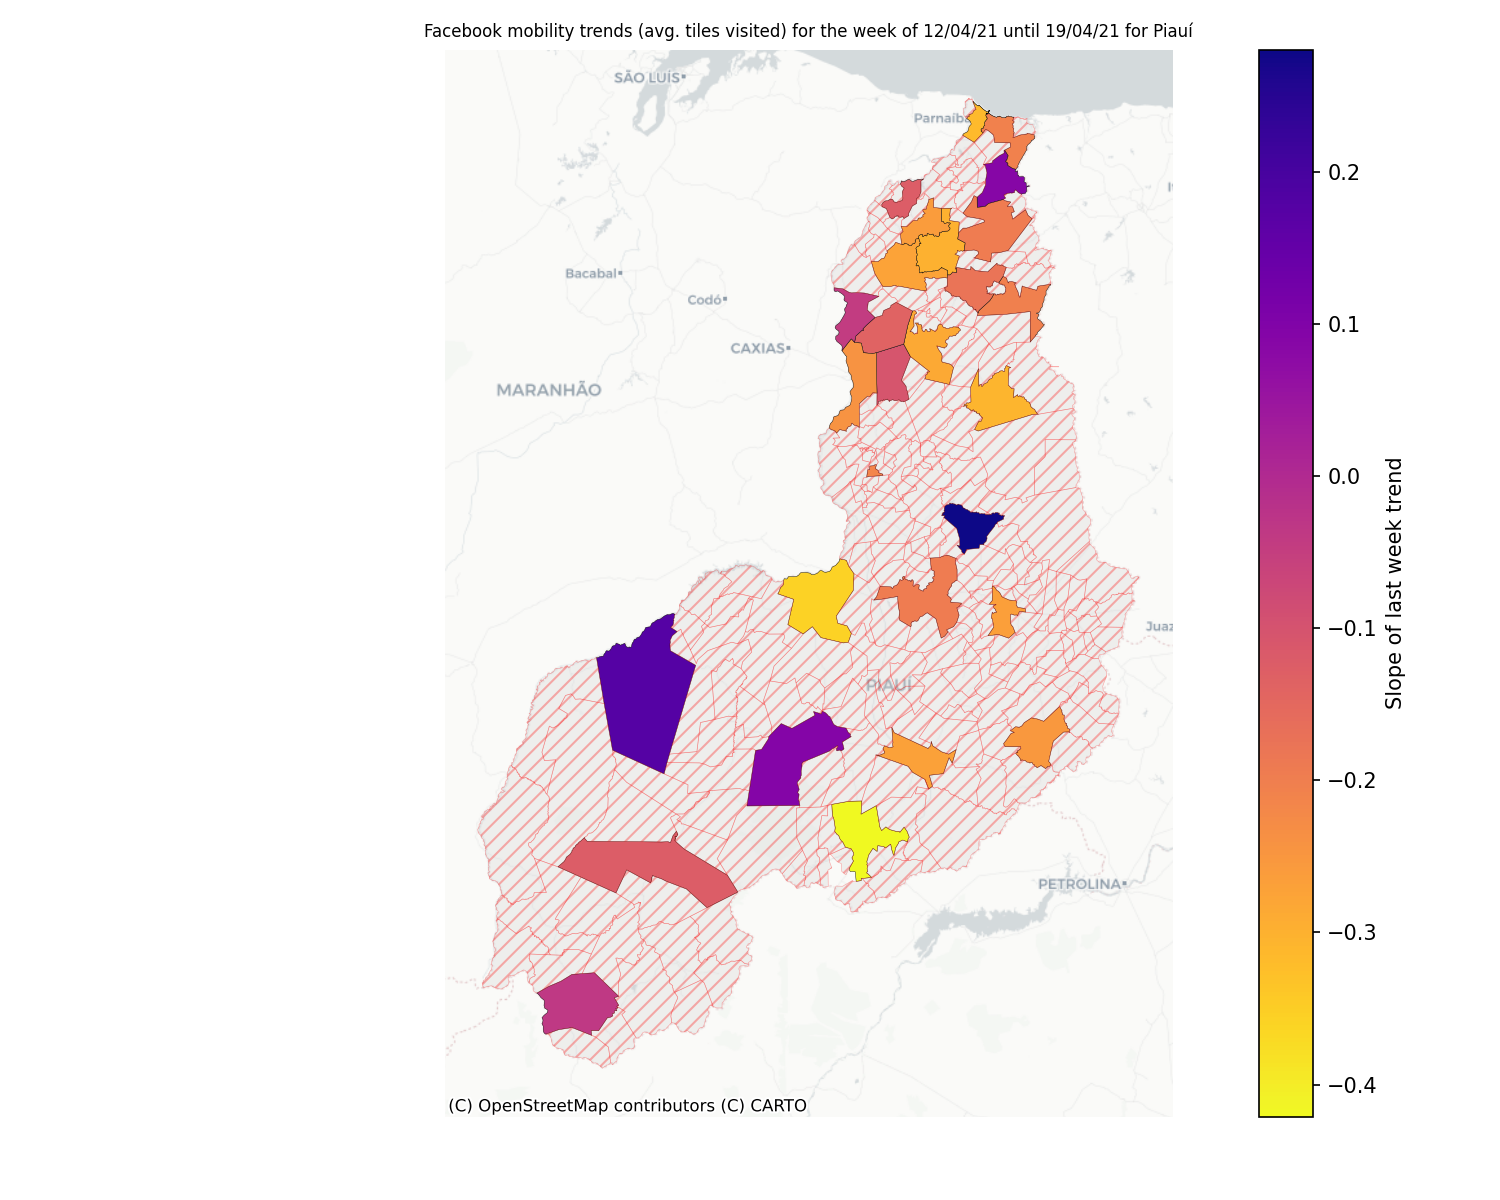 Facebook mobility trends (avg. tiles visited) for the week of 12/04/21 until 19/04/21 for Piauí
SÃO LUÍS
Parnaíba
Bacabal
Codó
CAXIAS
MARANHÃO
PIAUÍ
PETROLINA
0.2
0.1
0.0
−0.1
−0.2
−0.3
−0.4
Slope of last week trend
(C) OpenStreetMap contributors (C) CARTO